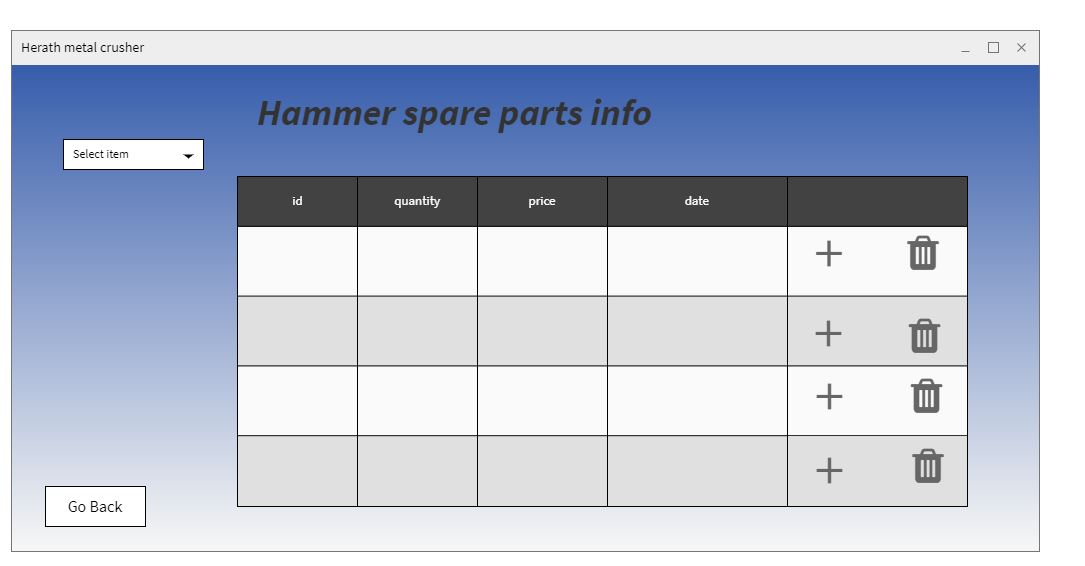 Herath metal crusher
Hammer spare parts info
Select item
id quantity price date
Go Back